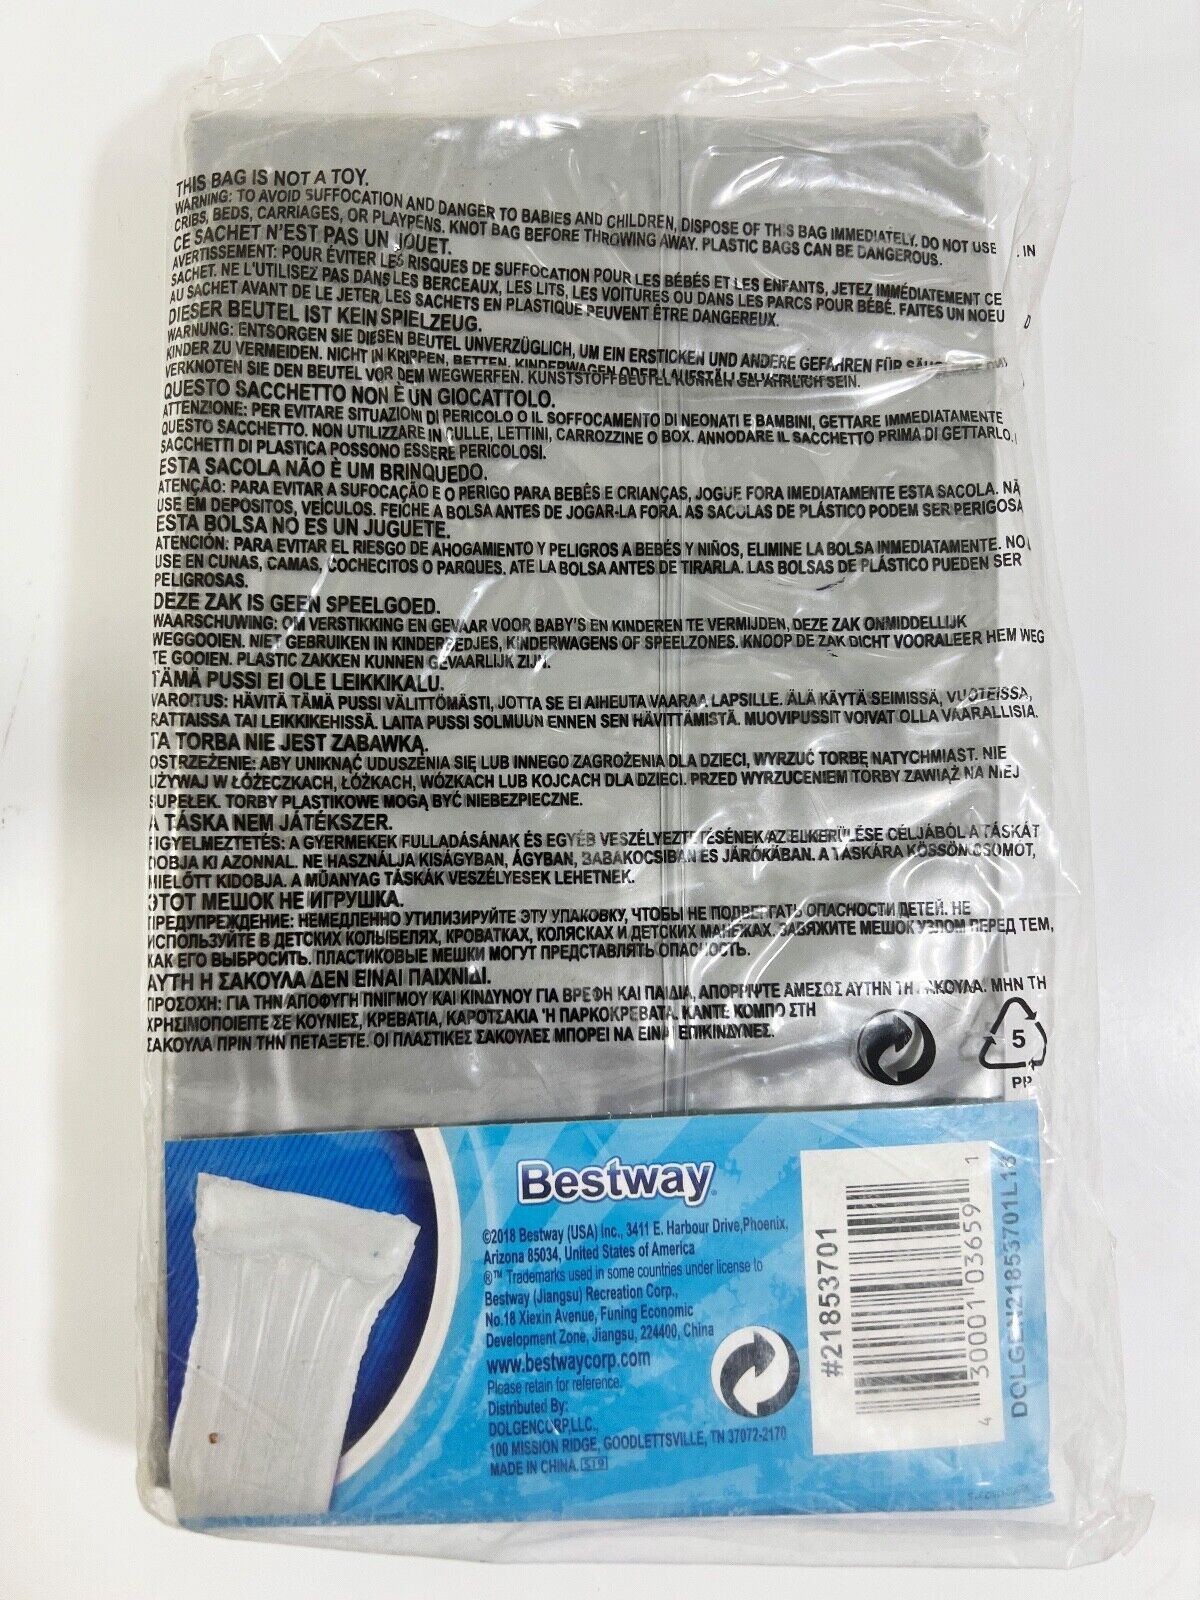 THIS BAG IS NOT A TOY.
WARNING: TO AVOID SUFFOCATION AND DANGER TO BABIES AND CHILDREN, DISPOSE OF THIS BAG IMMEDIATELY. DO NOT USE IN
CRIBS, BEDS, CARRIAGES, OR PLAYPENS. KNOT BAG BEFORE THROWING AWAY. PLASTIC BAGS CAN BE DANGEROUS.
CE SACHET N'EST PAS UN JOUET.
AVERTISSEMENT: POUR ÉVITER LES RISQUES DE SUFFOCATION POUR LES BÉBÉS ET LES ENFANTS, JETEZ IMMÉDIATEMENT CE
SACHET. NE L'UTILISEZ PAS DANS LES BERCEAUX, LES LITS, LES VOITURES OU DANS LES PARCS POUR BÉBÉ. FAITES UN NOEU D
AU SACHET AVANT DE LE JETER, LES SACHETS EN PLASTIQUE PEUVENT ÊTRE DANGEREUX.
DIESER BEUTEL IST KEIN SPIELZEUG.
WARNUNG: ENTSORGEN SIE DIESEN BEUTEL UNVERZÜGLICH, UM EIN ERSTICKEN UND ANDERE GEFAHREN FÜR
KINDER ZU VERMEIDEN. NICHT IN KRIPPEN, BETTEN, KINDERWAGEN ODER LAUFSTÄLLEN
VERKNOTEN SIE DEN BEUTEL VOR DEM WEGWERFEN. KUNSTSTOFFBEUTEL SEIN.
QUESTO SACCHETTO NON È UN GIOCATTOLO.
ATTENZIONE: PER EVITARE SITUAZIONI DI PERICOLO O IL SOFFOCAMENTO DI NEONATI E BAMBINI, GETTARE IMMEDIATAMENTE
QUESTO SACCHETTO. NON UTILIZZARE IN CULLE, LETTINI, CARROZZINE O BOX. ANNODARE IL SACCHETTO PRIMA DI GETTARLO. I
SACCHETTI DI PLASTICA POSSONO ESSERE PERICOLOSI.
ESTA SACOLA NÃO È UM BRINQUEDO.
ATENÇÃO: PARA EVITAR A SUFOCAÇÃO E O PERIGO PARA BEBÊS E CRIANÇAS, JOGUE FORA IMEDIATAMENTE ESTA SACOLA. NÃ
USE EM DEPOSITOS, VEÍCULOS. FEICHE A BOLSA ANTES DE JOGAR-LA FORA. AS SACOLAS DE PLÁSTICO PODEM SER PERIGOSA
ESTA BOLSA NO ES UN JUGUETE.
ATENCIÓN: PARA EVITAR EL RIESGO DE AHOGAMIENTO Y PELIGROS A BEBÉS Y NIÑOS, ELIMINE LA BOLSA INMEDIATAMENTE. NO
USE EN CUNAS, CAMAS, COCHECITOS O PARQUES. ATE LA BOLSA ANTES DE TIRARLA. LAS BOLSAS DE PLÁSTICO PUEDEN SER
PELIGROSAS.
DEZE ZAK IS GEEN SPEELGOED.
WAARSCHUWING: OM VERSTIKKING EN GEVAAR VOOR BABY'S EN KINDEREN TE VERMIJDEN, DEZE ZAK ONMIDDELLIJK
WEGGOOIEN. NIET GEBRUIKEN IN KINDERBEDJES, KINDERWAGENS OF SPEELZONES. KNOOP DE ZAK DICHT VOORALEER HEM WEG
TE GOOIEN. PLASTIC ZAKKEN KUNNEN GEVAARLIJK ZIJN.
TÄMÄ PUSSI EI OLE LEIKKIKALU.
VAROITUS: HÄVITÄ TÄMÄ PUSSI VÄLITTÖMÄSTI, JOTTA SE EI AIHEUTA VAARAA LAPSILLE. ÄLÄ KÄYTÄ SEIMISSÄ, VUOTEISSA,
RATTAISSA TAI LEIKKIKEHISSÄ. LAITA PUSSI SOLMUUN ENNEN SEN HÄVITTÄMISTÄ. MUOVIPUSSIT VOIVAT OLLA VAARALLISIA.
TA TORBA NIE JEST ZABAWKĄ.
OSTRZEŻENIE: ABY UNIKNĄĆ UDUSZENIA SIĘ LUB INNEGO ZAGROŻENIA DLA DZIECI, WYRZUĆ TORBĘ NATYCHMIAST. NIE
UŻYWAJ W ŁÓŻECZKACH, ŁÓŻKACH, WÓZKACH LUB KOJCACH DLA DZIECI. PRZED WYRZUCENIEM TORBY ZAWIĄŻ NA NIEJ
SUPEŁEK. TORBY PLASTIKOWE MOGĄ BYĆ NIEBEZPIECZNE.
A TÁSKA NEM JÁTÉKSZER.
FIGYELMEZTETÉS: A GYERMEKEK FULLADÁSÁNAK ÉS EGYÉB VESZÉLYEZTETÉSÉNEK AZ ELKERÜLÉSE CÉLJÁBÓL A TÁSKÁT
DOBJA KI AZONNAL. NE HASZNÁLJA KISÁGYBAN, ÁGYBAN, BABAKOCSIBAN ÉS JÁRÓKÁBAN. A TÁSKÁRA KÖSSÖN CSOMÓT,
MIELŐTT KIDOBJA. A MŰANYAG TÁSKÁK VESZÉLYESEK LEHETNEK.
ЭТОТ МЕШОК НЕ ИГРУШКА.
ПРЕДУПРЕЖДЕНИЕ: НЕМЕДЛЕННО УТИЛИЗИРУЙТЕ ЭТУ УПАКОВКУ, ЧТОБЫ НЕ ПОДВЕРГАТЬ ОПАСНОСТИ ДЕТЕЙ. НЕ
ИСПОЛЬЗУЙТЕ В ДЕТСКИХ КОЛЫБЕЛЯХ, КРОВАТКАХ, КОЛЯСКАХ И ДЕТСКИХ МАНЕЖАХ. ЗАВЯЖИТЕ МЕШОК УЗЛОМ ПЕРЕД ТЕМ,
КАК ЕГО ВЫБРОСИТЬ. ПЛАСТИКОВЫЕ МЕШКИ МОГУТ ПРЕДСТАВЛЯТЬ ОПАСНОСТЬ.
ΑΥΤΗ Η ΣΑΚΟΥΛΑ ΔΕΝ ΕΙΝΑΙ ΠΑΙΧΝΙΔΙ.
ΠΡΟΣΟΧΗ: ΓΙΑ ΤΗΝ ΑΠΟΦΥΓΗ ΠΝΙΓΜΟΥ ΚΑΙ ΚΙΝΔΥΝΟΥ ΓΙΑ ΒΡΕΦΗ ΚΑΙ ΠΑΙΔΙΑ, ΑΠΟΡΡΙΨΤΕ ΑΜΕΣΟΣ ΑΥΤΗΝ ΤΗ ΣΑΚΟΥΛΑ. ΜΗΝ ΤΗ
ΧΡΗΣΙΜΟΠΟΙΕΙΤΕ ΣΕ ΚΟΥΝΙΕΣ, ΚΡΕΒΑΤΙΑ, ΚΑΡΟΤΣΑΚΙΑ Ή ΠΑΡΚΟΚΡΕΒΑΤΑ. ΚΑΝΤΕ ΚΟΜΠΟ ΣΤΗ
ΣΑΚΟΥΛΑ ΠΡΙΝ ΤΗΝ ΠΕΤΑΞΕΤΕ. ΟΙ ΠΛΑΣΤΙΚΕΣ ΣΑΚΟΥΛΕΣ ΜΠΟΡΕΙ ΝΑ ΕΙΝΑΙ ΕΠΙΚΙΝΔΥΝΕΣ.
5
PP
Bestway
©2018 Bestway (USA) Inc., 3411 E. Harbour Drive,Phoenix,
Arizona 85034, United States of America
®™ Trademarks used in some countries under license to
Bestway (Jiangsu) Recreation Corp.,
No.18 Xiexin Avenue, Funing Economic
Development Zone, Jiangsu, 224400, China
www.bestwaycorp.com
Please retain for reference.
Distributed By:
DOLGENCORP,LLC.,
100 MISSION RIDGE, GOODLETTSVILLE, TN 37072-2170
MADE IN CHINA. S19
#21853701
4 30001 03659 1
DOLGEN21853701L18